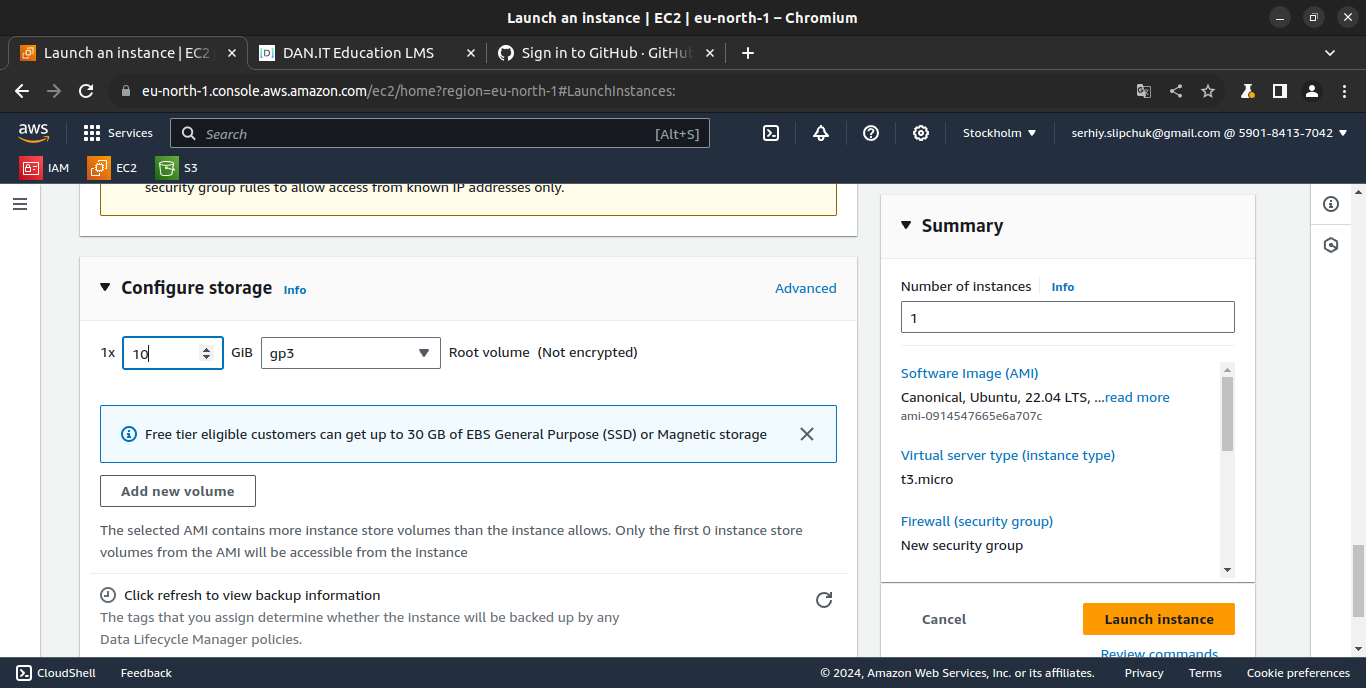 Launch an instance | EC2 | eu-north-1 – Chromium
Launch an instance | EC2
DAN.IT Education LMS
Sign in to GitHub · GitHub
eu-north-1.console.aws.amazon.com/ec2/home?region=eu-north-1#LaunchInstances:
aws
Services
Search
[Alt+S]
Stockholm
serhiy.slipchuk@gmail.com @ 5901-8413-7042
IAM
EC2
S3
security group rules to allow access from known IP addresses only.
Configure storage
Info
Advanced
1x
10
GiB
gp3
Root volume (Not encrypted)
Free tier eligible customers can get up to 30 GB of EBS General Purpose (SSD) or Magnetic storage
Add new volume
The selected AMI contains more instance store volumes than the instance allows. Only the first 0 instance store
volumes from the AMI will be accessible from the instance
Click refresh to view backup information
The tags that you assign determine whether the instance will be backed up by any
Data Lifecycle Manager policies.
Summary
Number of instances
Info
1
Software Image (AMI)
Canonical, Ubuntu, 22.04 LTS, ...read more
ami-0914547665e6a707c
Virtual server type (instance type)
t3.micro
Firewall (security group)
New security group
Cancel
Launch instance
Review commands
CloudShell
Feedback
© 2024, Amazon Web Services, Inc. or its affiliates.
Privacy
Terms
Cookie preferences